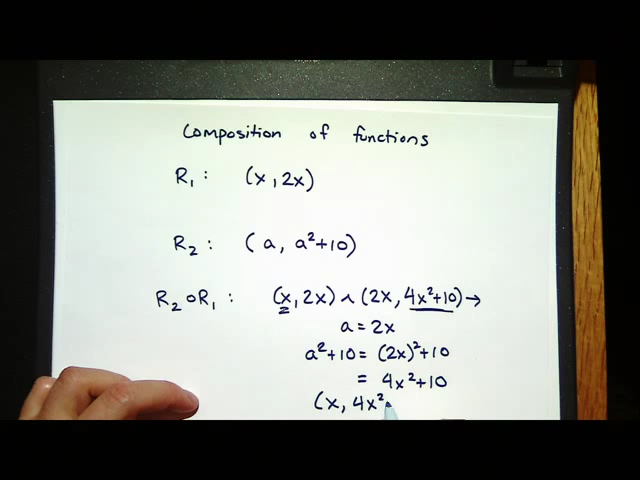 Composition of functions
R₁: (x, 2x)
R₂: (a, a²+10)
R₂ o R₁: (x, 2x) ∧ (2x, 4x²+10) →
a = 2x
a²+10 = (2x)²+10
= 4x²+10
(x, 4x²